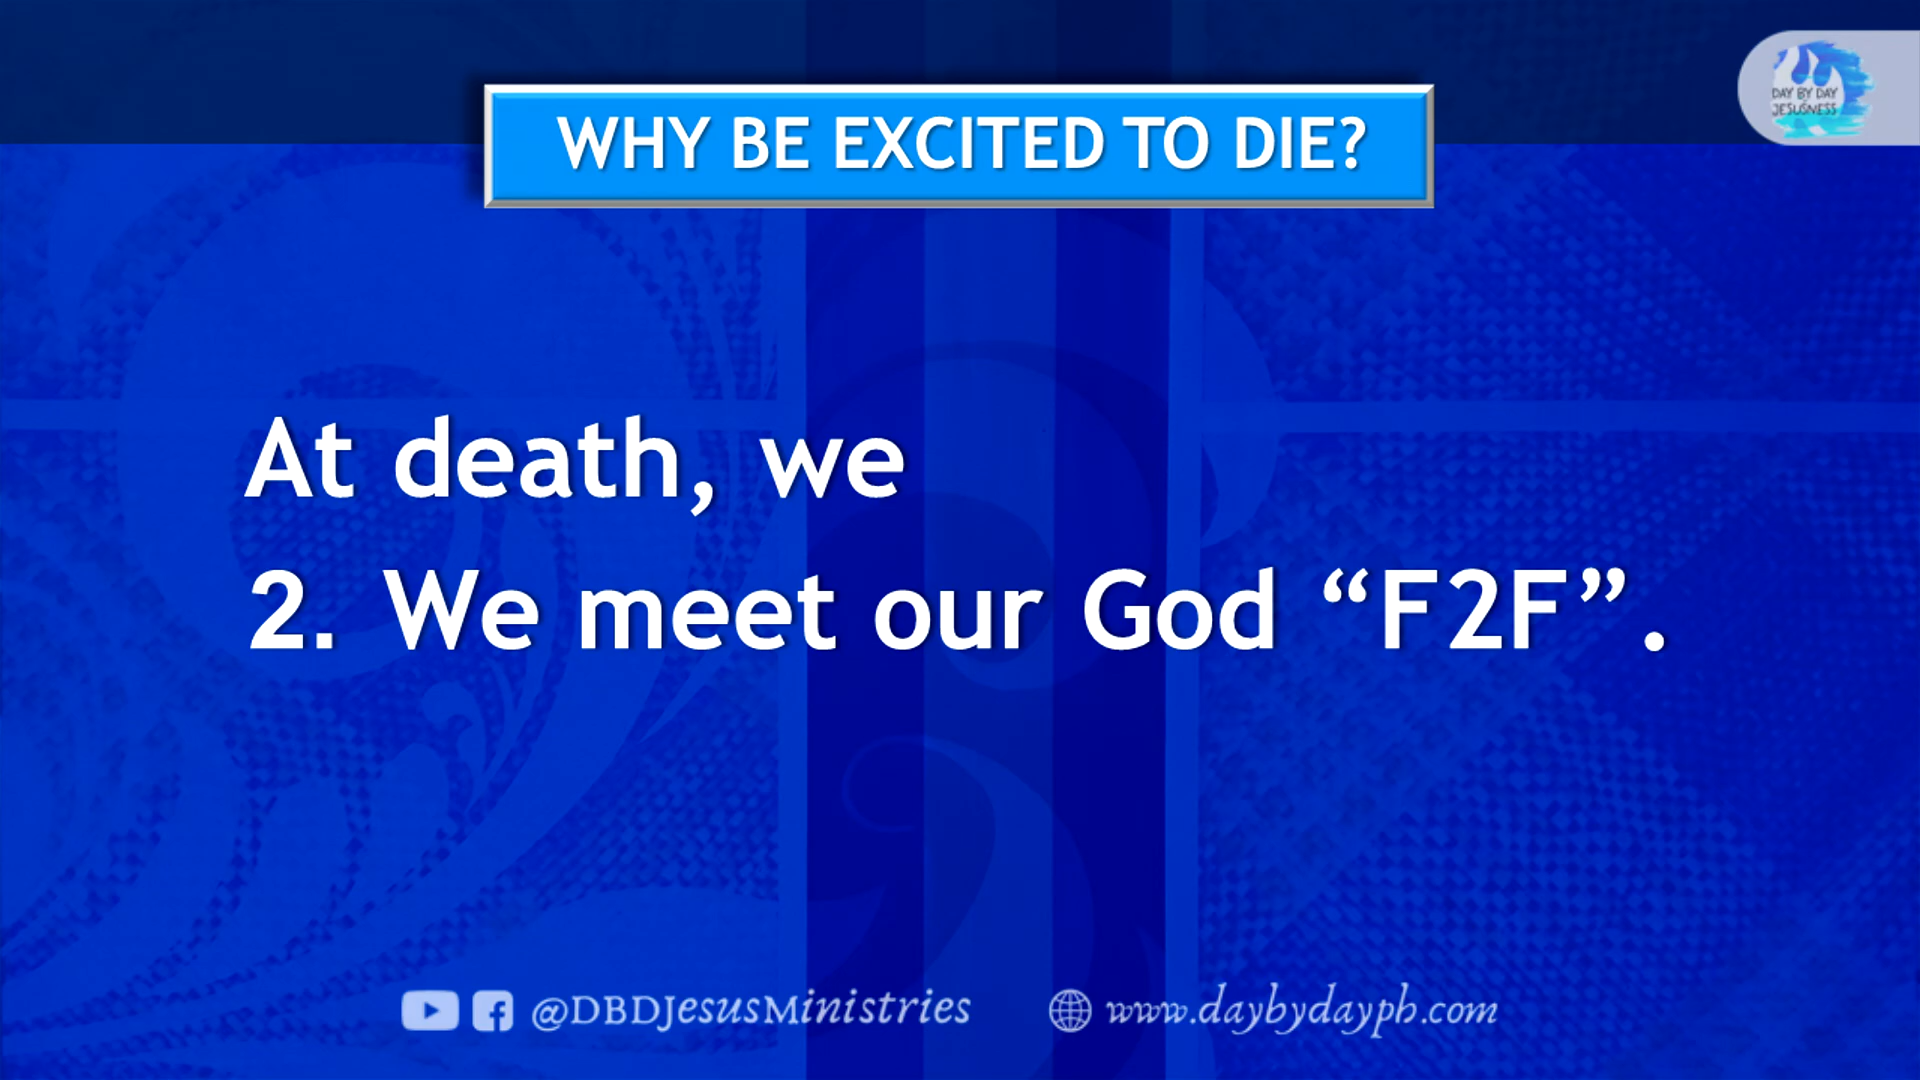 DAY BY DAY
JESUSNESS
WHY BE EXCITED TO DIE?
At death, we
2. We meet our God “F2F”.
@DBDJesusMinistries
www.daybydayph.com